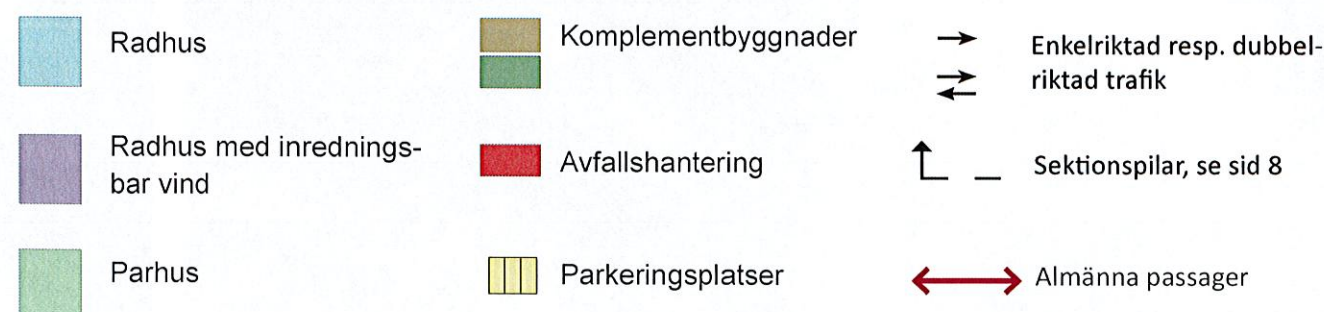 Radhus
Radhus med inrednings-
bar vind
Parhus
Komplementbyggnader
Avfallshantering
Parkeringsplatser
Enkelriktad resp. dubbel-
riktad trafik
Sektionspilar, se sid 8
Almänna passager